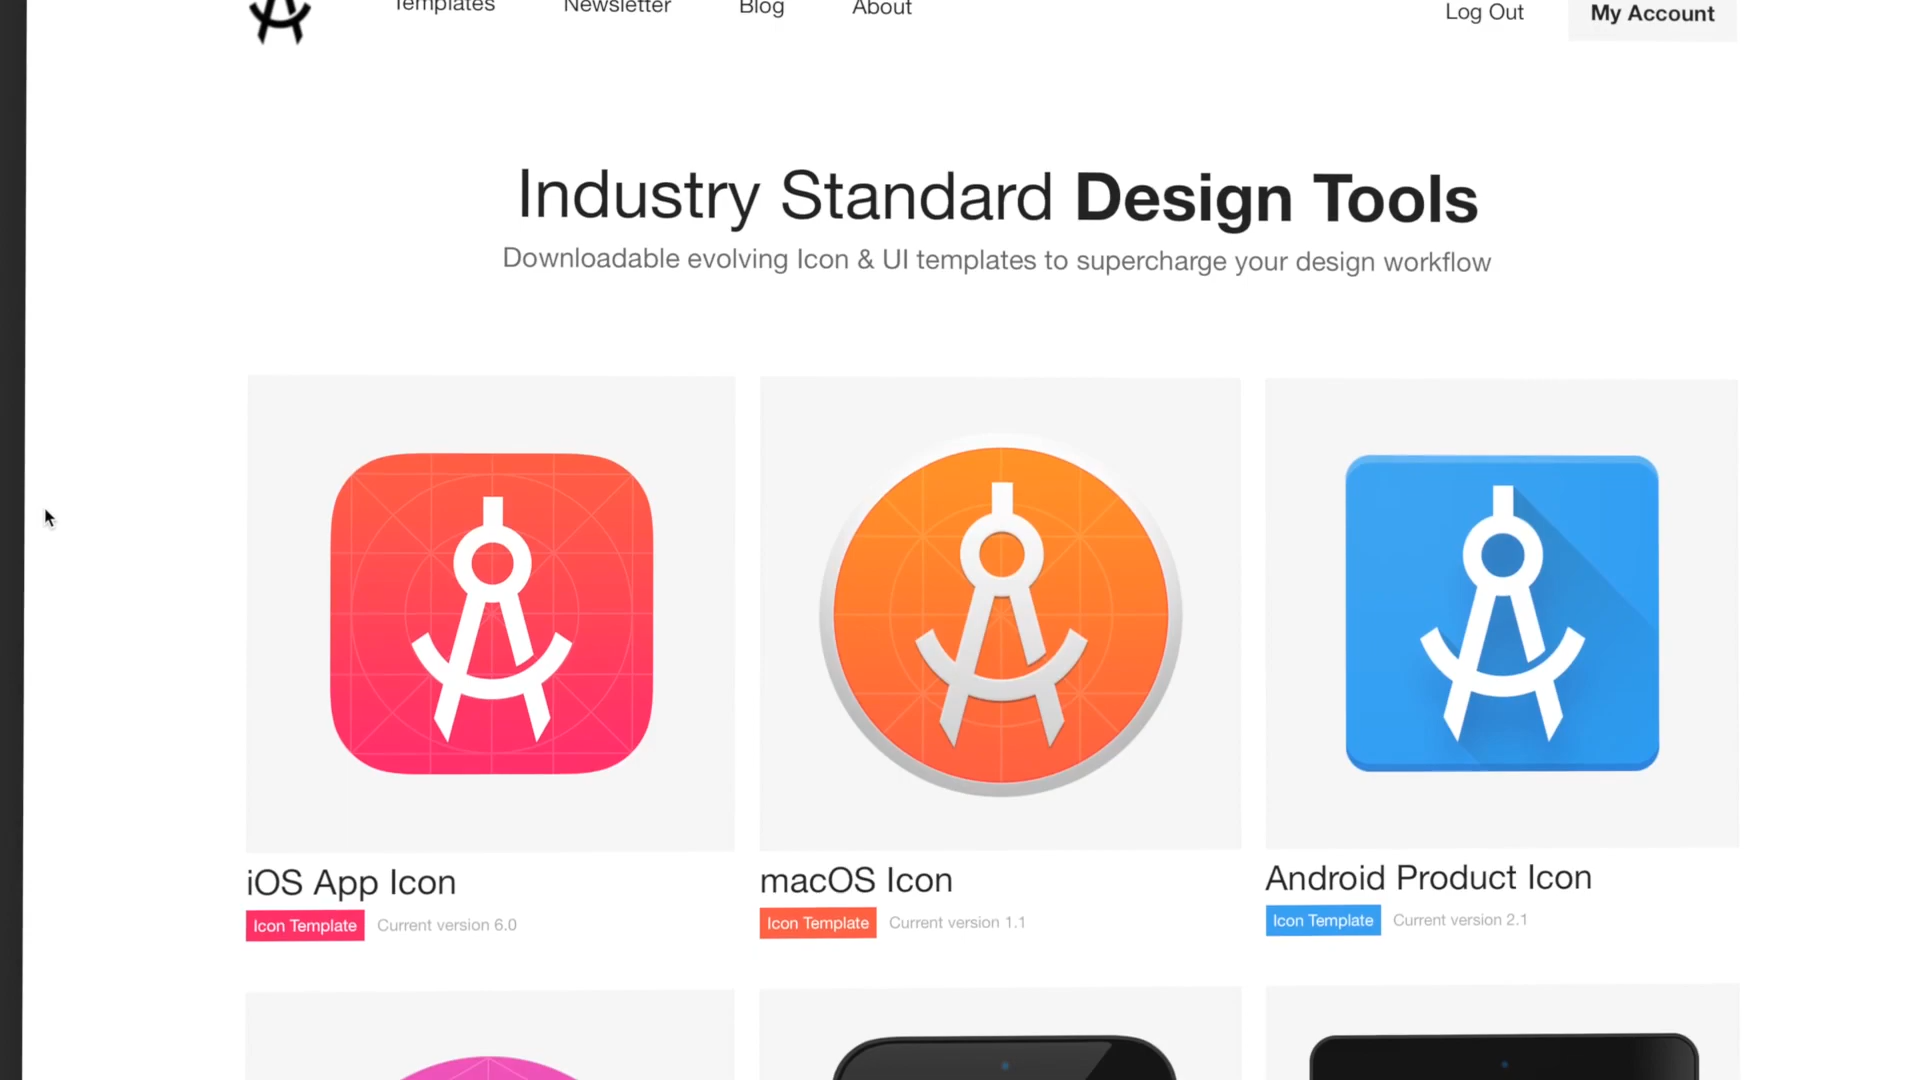 Templates Newsletter Blog About Log Out My Account
Industry Standard Design Tools
Downloadable evolving Icon & UI templates to supercharge your design workflow
iOS App Icon
Icon Template Current version 6.0
macOS Icon
Icon Template Current version 1.1
Android Product Icon
Icon Template Current version 2.1